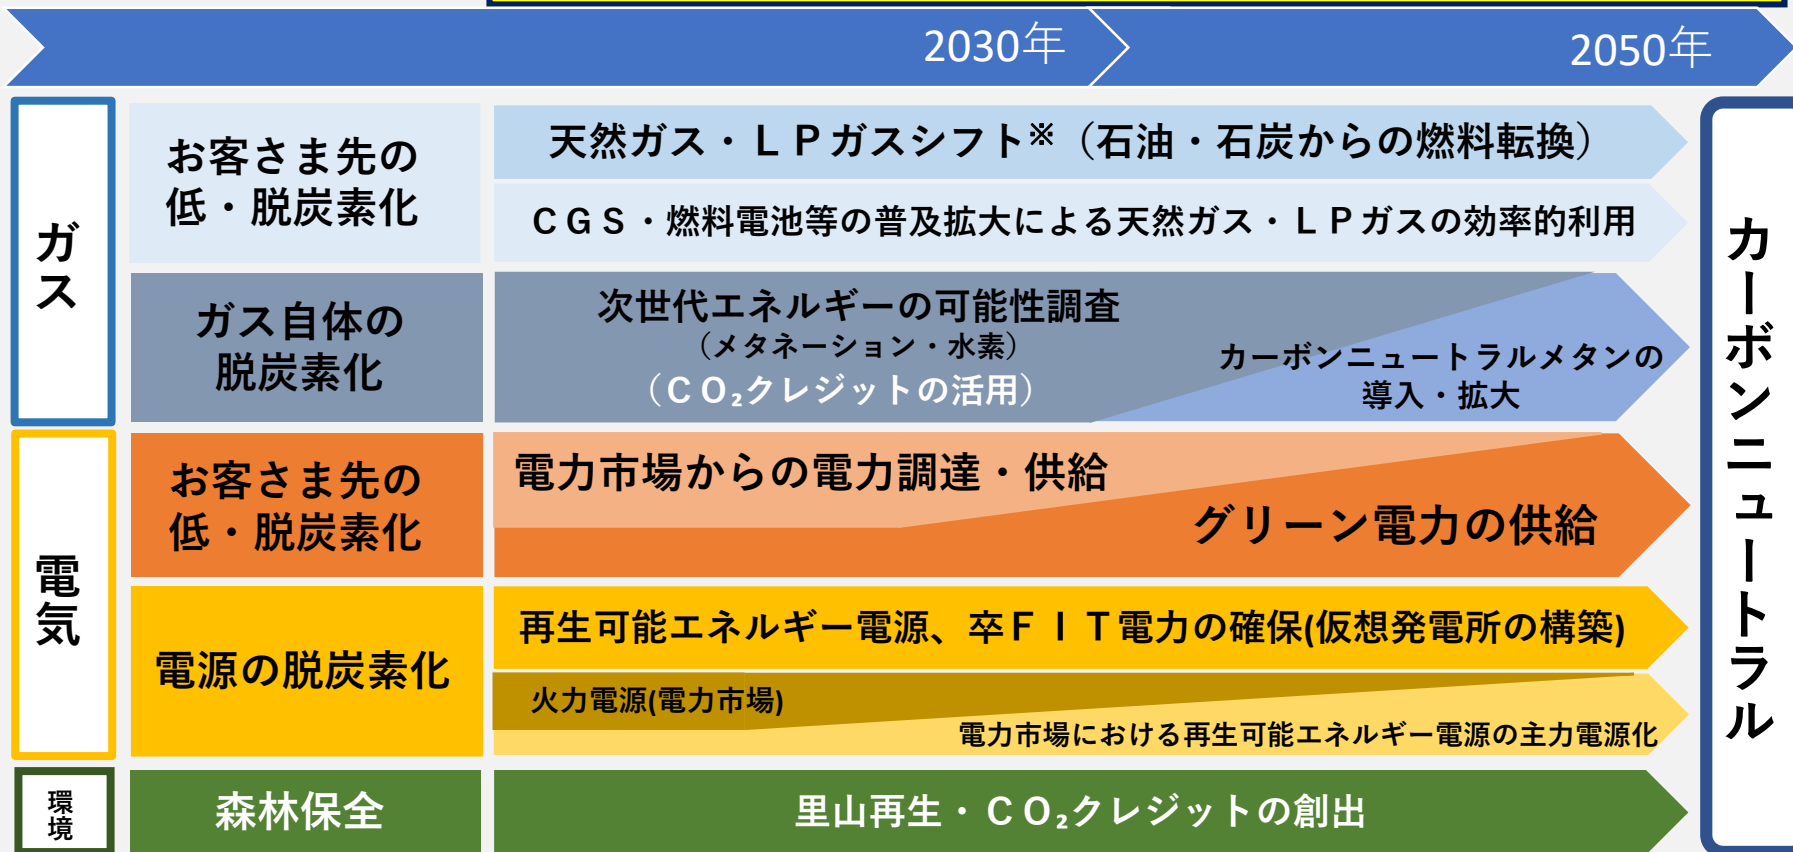 2030年
2050年
ガス
お客さま先の
低・脱炭素化
天然ガス・ＬＰガスシフト※（石油・石炭からの燃料転換）
ＣＧＳ・燃料電池等の普及拡大による天然ガス・ＬＰガスの効率的利用
ガス自体の
脱炭素化
次世代エネルギーの可能性調査
（メタネーション・水素）
（ＣＯ₂クレジットの活用）
カーボンニュートラルメタンの
導入・拡大
電気
お客さま先の
低・脱炭素化
電力市場からの電力調達・供給
グリーン電力の供給
電源の脱炭素化
再生可能エネルギー電源、卒ＦＩＴ電力の確保(仮想発電所の構築)
火力電源(電力市場)
電力市場における再生可能エネルギー電源の主力電源化
環境
森林保全
里山再生・ＣＯ₂クレジットの創出
カーボンニュートラル